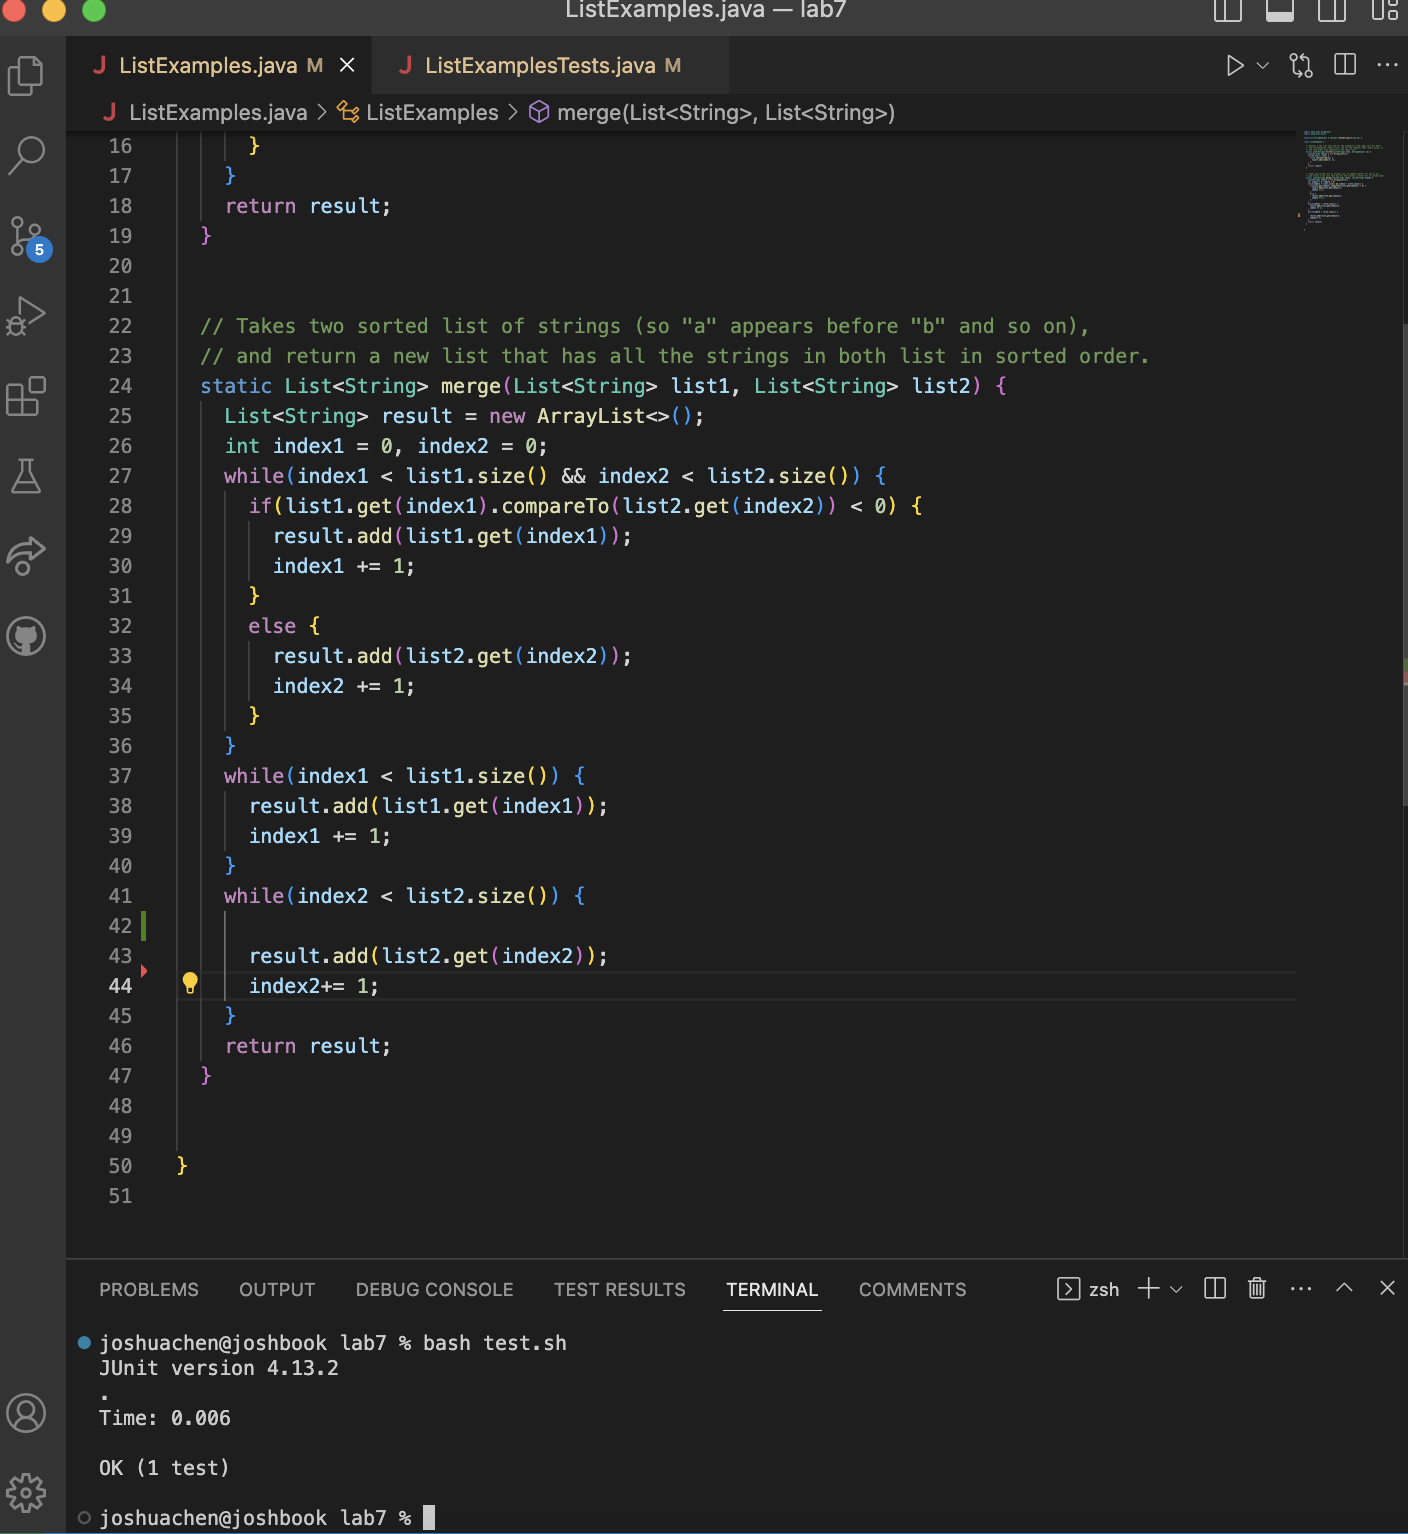 ListExamples.java — lab7
ListExamples.java M
ListExamplesTests.java M
ListExamples.java > ListExamples > merge(List<String>, List<String>)
5
16 }
17 }
18 return result;
19 }
20
21
22 // Takes two sorted list of strings (so "a" appears before "b" and so on),
23 // and return a new list that has all the strings in both list in sorted order.
24 static List<String> merge(List<String> list1, List<String> list2) {
25 List<String> result = new ArrayList<>();
26 int index1 = 0, index2 = 0;
27 while(index1 < list1.size() && index2 < list2.size()) {
28 if(list1.get(index1).compareTo(list2.get(index2)) < 0) {
29 result.add(list1.get(index1));
30 index1 += 1;
31 }
32 else {
33 result.add(list2.get(index2));
34 index2 += 1;
35 }
36 }
37 while(index1 < list1.size()) {
38 result.add(list1.get(index1));
39 index1 += 1;
40 }
41 while(index2 < list2.size()) {
42
43 result.add(list2.get(index2));
44 index2+= 1;
45 }
46 return result;
47 }
48
49
50 }
51
PROBLEMS OUTPUT DEBUG CONSOLE TEST RESULTS TERMINAL COMMENTS zsh
joshuachen@joshbook lab7 % bash test.sh
JUnit version 4.13.2
.
Time: 0.006
OK (1 test)
joshuachen@joshbook lab7 %